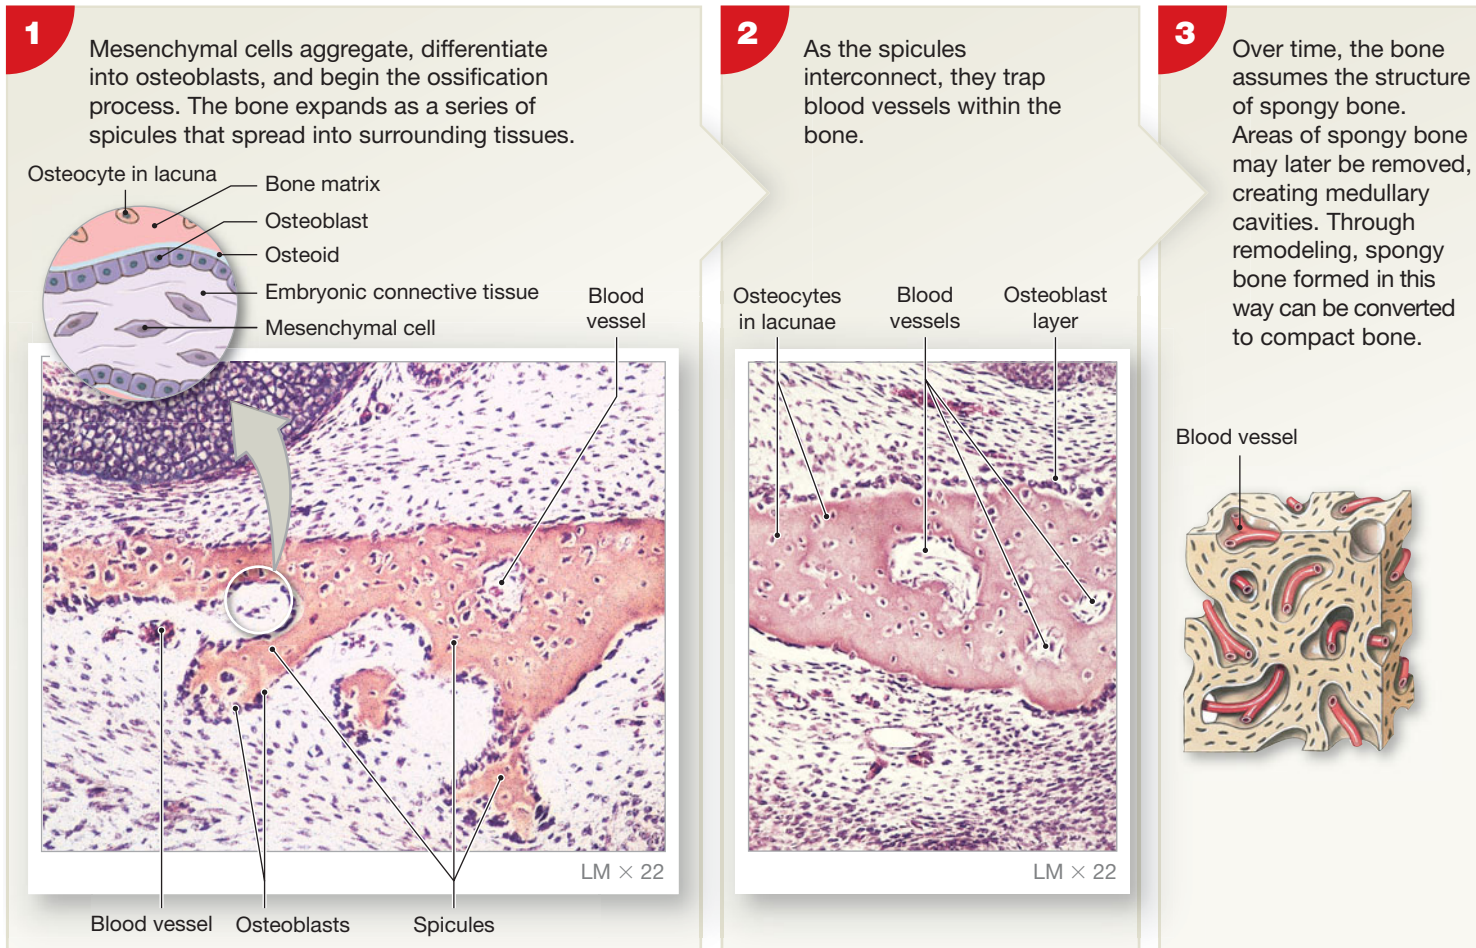 1
Mesenchymal cells aggregate, differentiate
into osteoblasts, and begin the ossification
process. The bone expands as a series of
spicules that spread into surrounding tissues.
Osteocyte in lacuna
Bone matrix
Osteoblast
Osteoid
Embryonic connective tissue
Mesenchymal cell
Blood
vessel
LM × 22
Blood vessel
Osteoblasts
Spicules
2
As the spicules
interconnect, they trap
blood vessels within the
bone.
Osteocytes
in lacunae
Blood
vessels
Osteoblast
layer
LM × 22
3
Over time, the bone
assumes the structure
of spongy bone.
Areas of spongy bone
may later be removed,
creating medullary
cavities. Through
remodeling, spongy
bone formed in this
way can be converted
to compact bone.
Blood vessel